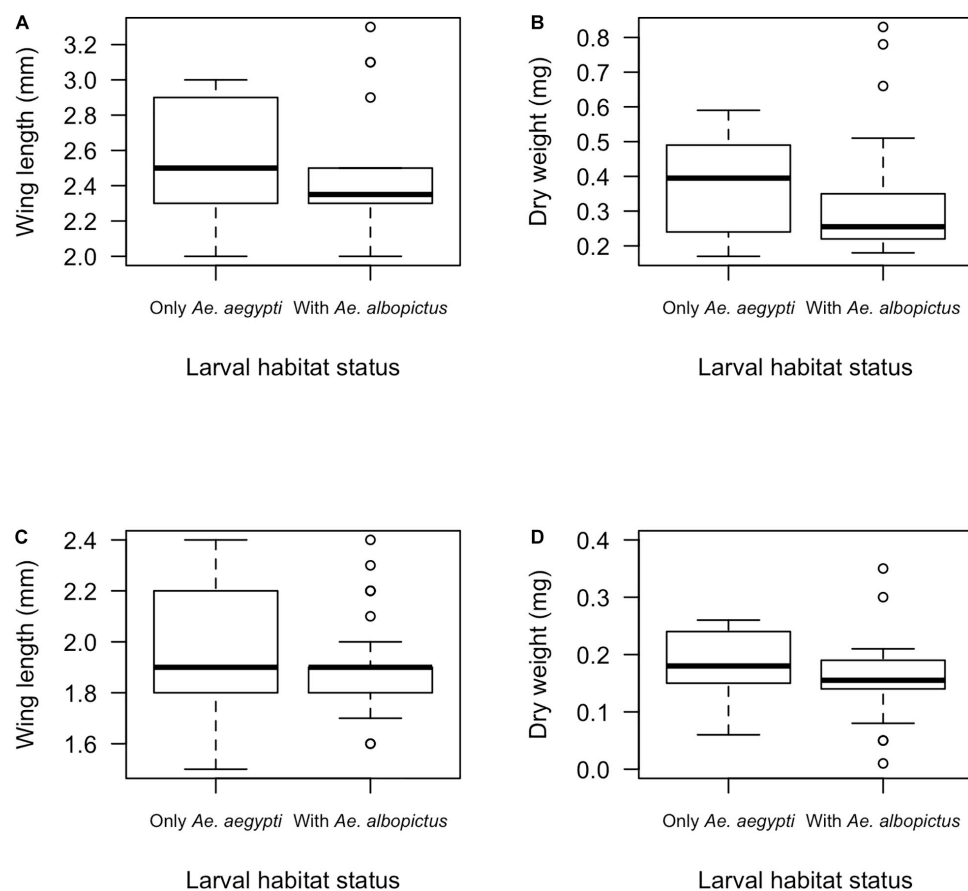 A
Wing length (mm)
3.2
3.0
2.8
2.6
2.4
2.2
2.0
Only Ae. aegypti With Ae. albopictus
Larval habitat status
B
Dry weight (mg)
0.8
0.7
0.6
0.5
0.4
0.3
0.2
Only Ae. aegypti With Ae. albopictus
Larval habitat status
C
Wing length (mm)
2.4
2.2
2.0
1.8
1.6
Only Ae. aegypti With Ae. albopictus
Larval habitat status
D
Dry weight (mg)
0.4
0.3
0.2
0.1
0.0
Only Ae. aegypti With Ae. albopictus
Larval habitat status